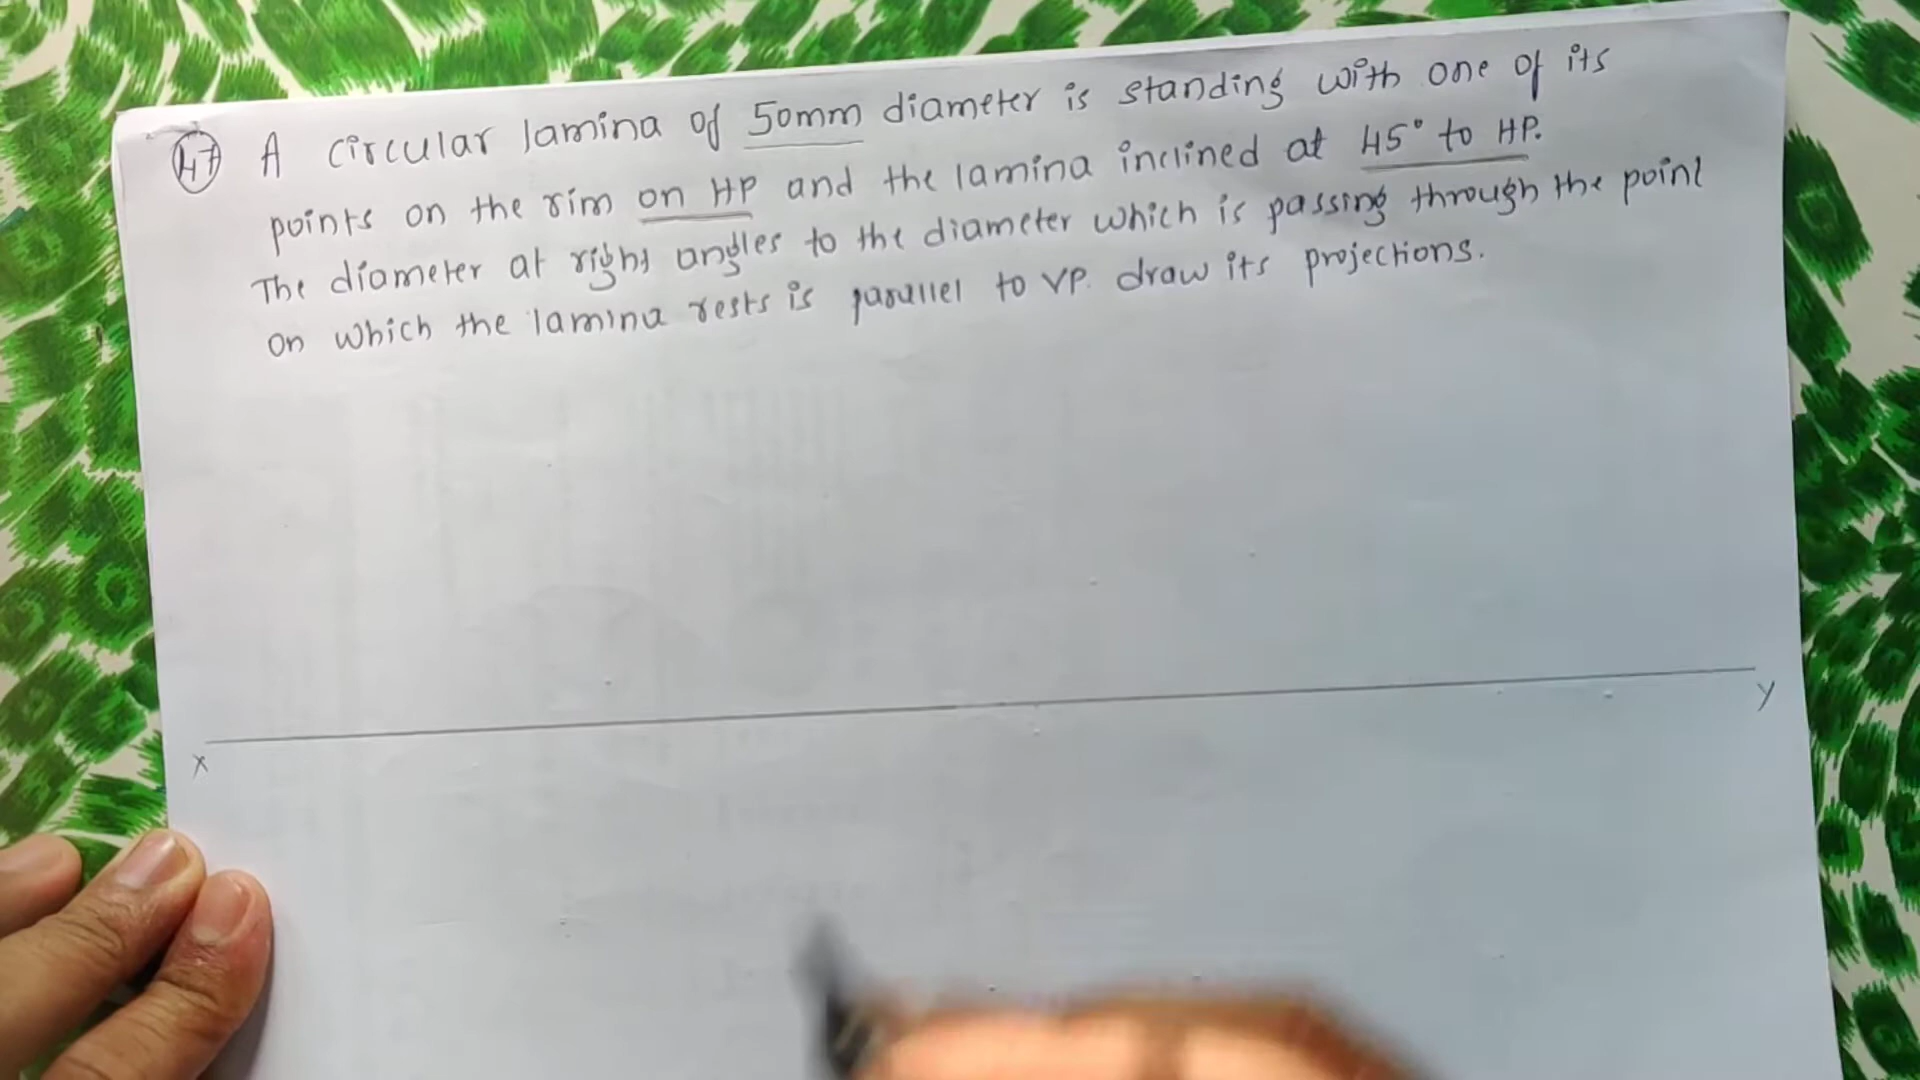 47 A circular lamina of 50mm diameter is standing with one of its
points on the rim on HP and the lamina inclined at 45° to HP.
The diameter at right angles to the diameter which is passing through the point
on which the lamina rests is parallel to VP. draw its projections.
X
Y